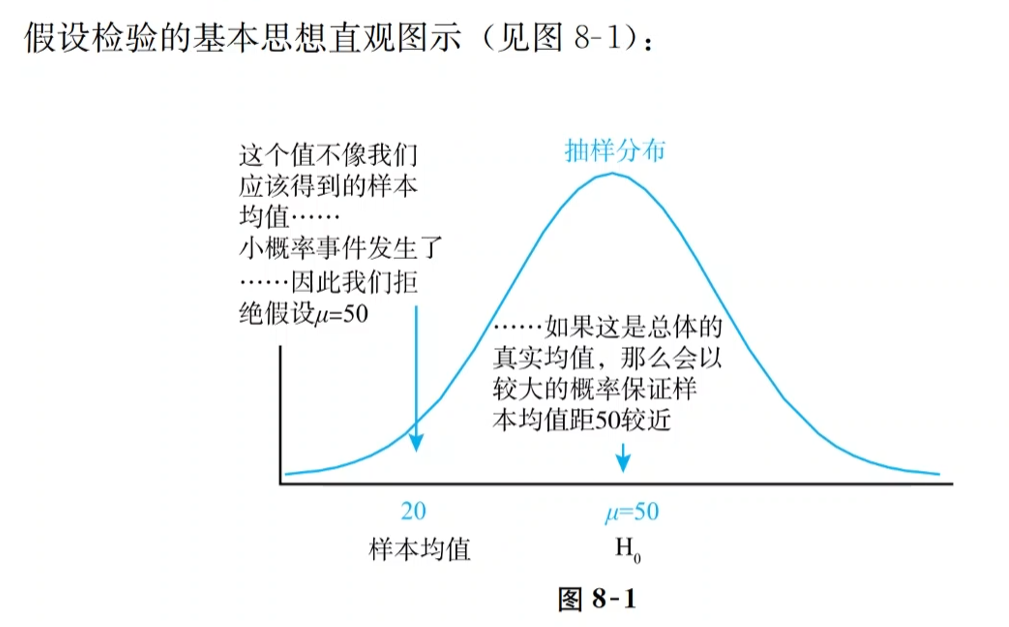 假设检验的基本思想直观图示（见图 8-1）：
这个值不像我们
应该得到的样本
均值……
小概率事件发生了
……因此我们拒
绝假设μ=50
抽样分布
……如果这是总体的
真实均值，那么会以
较大的概率保证样
本均值距50较近
20
样本均值
μ=50
H₀
图 8-1